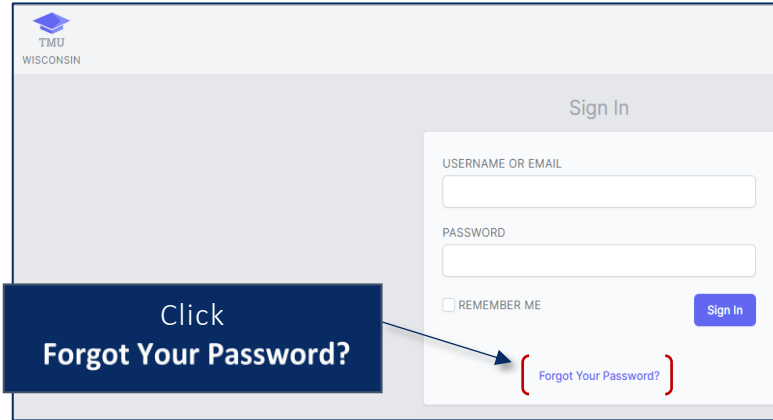 TMU
WISCONSIN
Sign In
USERNAME OR EMAIL
PASSWORD
REMEMBER ME
Sign In
Click
Forgot Your Password?
Forgot Your Password?